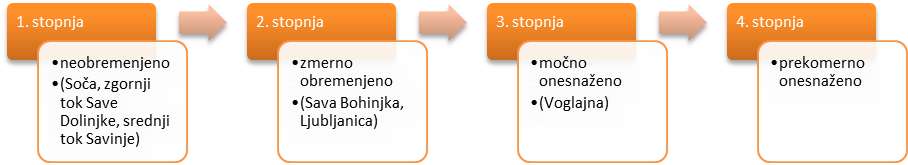 1. stopnja
•neobremenjeno
•(Soča, zgornji
tok Save
Dolinjke, srednji
tok Savinje)
2. stopnja
•zmerno
obremenjeno
•(Sava Bohinjka,
Ljubljanica)
3. stopnja
•močno
onesnaženo
•(Voglajna)
4. stopnja
•prekomerno
onesnaženo